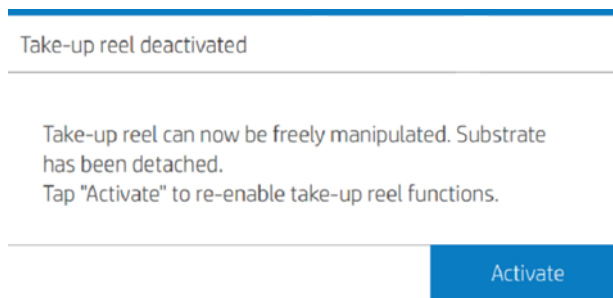 Take-up reel deactivated
Take-up reel can now be freely manipulated. Substrate
has been detached.
Tap "Activate" to re-enable take-up reel functions.
Activate